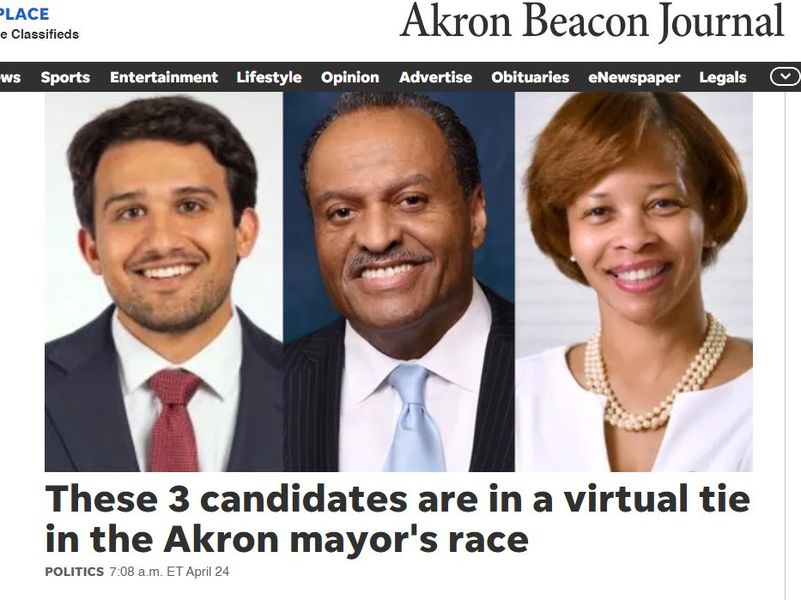 PLACE
e Classifieds
Akron Beacon Journal
ws Sports Entertainment Lifestyle Opinion Advertise Obituaries eNewspaper Legals
These 3 candidates are in a virtual tie
in the Akron mayor's race
POLITICS 7:08 a.m. ET April 24